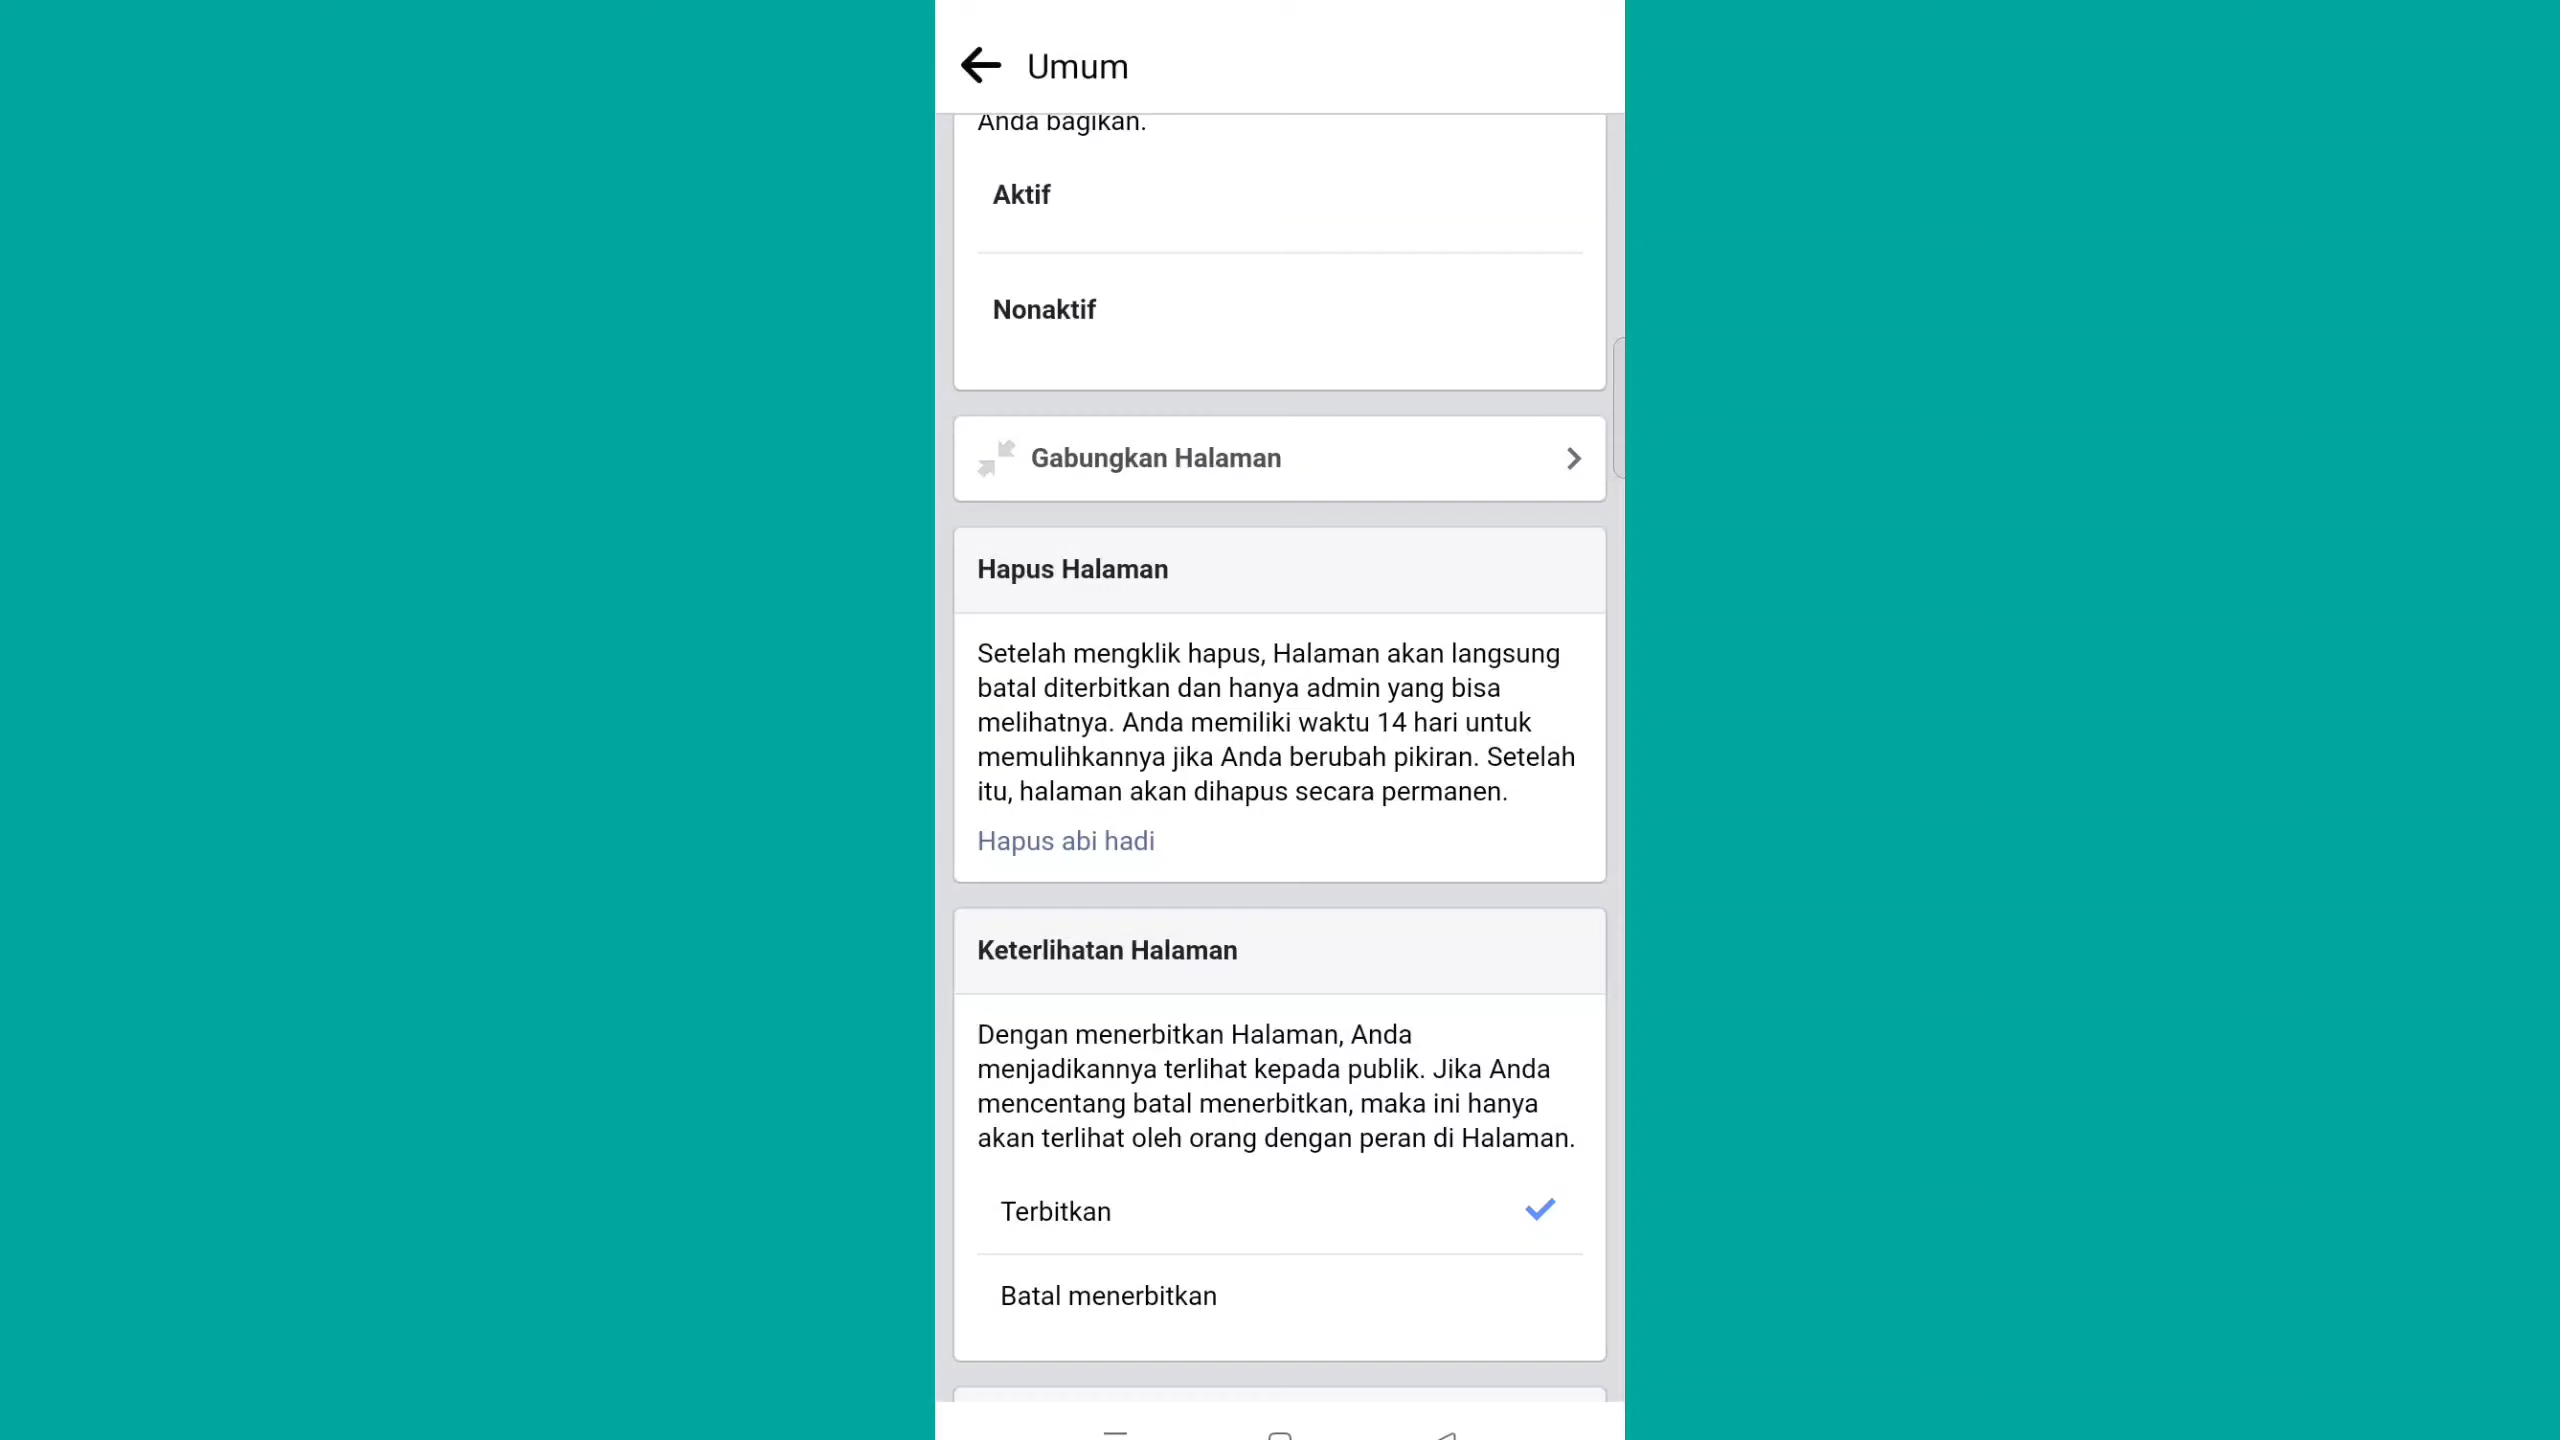 Umum
Anda bagikan.
Aktif
Nonaktif
Gabungkan Halaman
Hapus Halaman
Setelah mengklik hapus, Halaman akan langsung
batal diterbitkan dan hanya admin yang bisa
melihatnya. Anda memiliki waktu 14 hari untuk
memulihkannya jika Anda berubah pikiran. Setelah
itu, halaman akan dihapus secara permanen.
Hapus abi hadi
Keterlihatan Halaman
Dengan menerbitkan Halaman, Anda
menjadikannya terlihat kepada publik. Jika Anda
mencentang batal menerbitkan, maka ini hanya
akan terlihat oleh orang dengan peran di Halaman.
Terbitkan
Batal menerbitkan